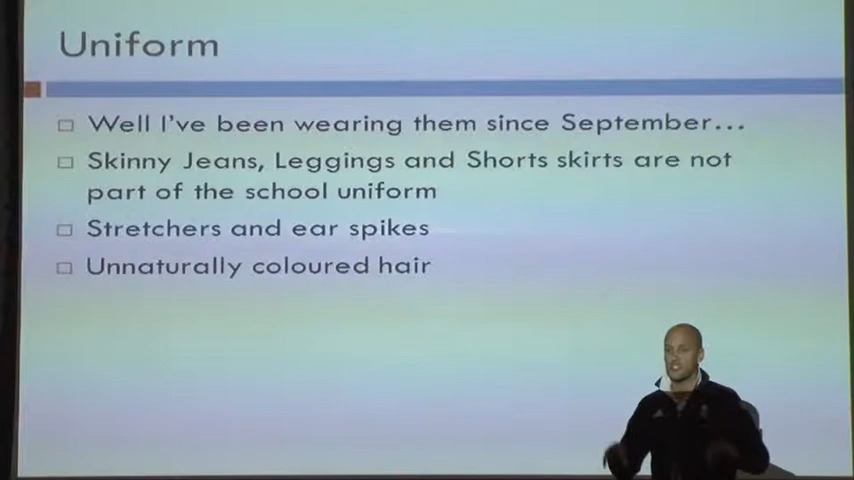 Uniform
Well I've been wearing them since September...
Skinny Jeans, Leggings and Shorts skirts are not
part of the school uniform
Stretchers and ear spikes
Unnaturally coloured hair